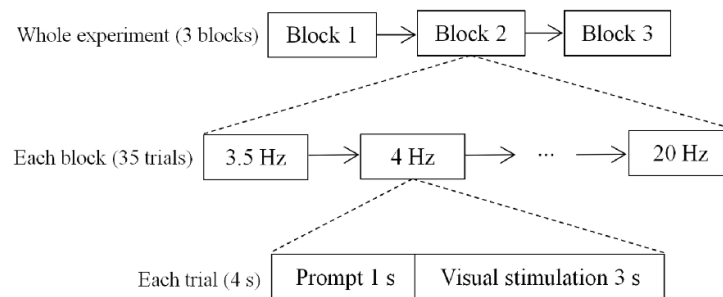 Whole experiment (3 blocks) Block 1 Block 2 Block 3
Each block (35 trials) 3.5 Hz 4 Hz ... 20 Hz
Each trial (4 s) Prompt 1 s Visual stimulation 3 s